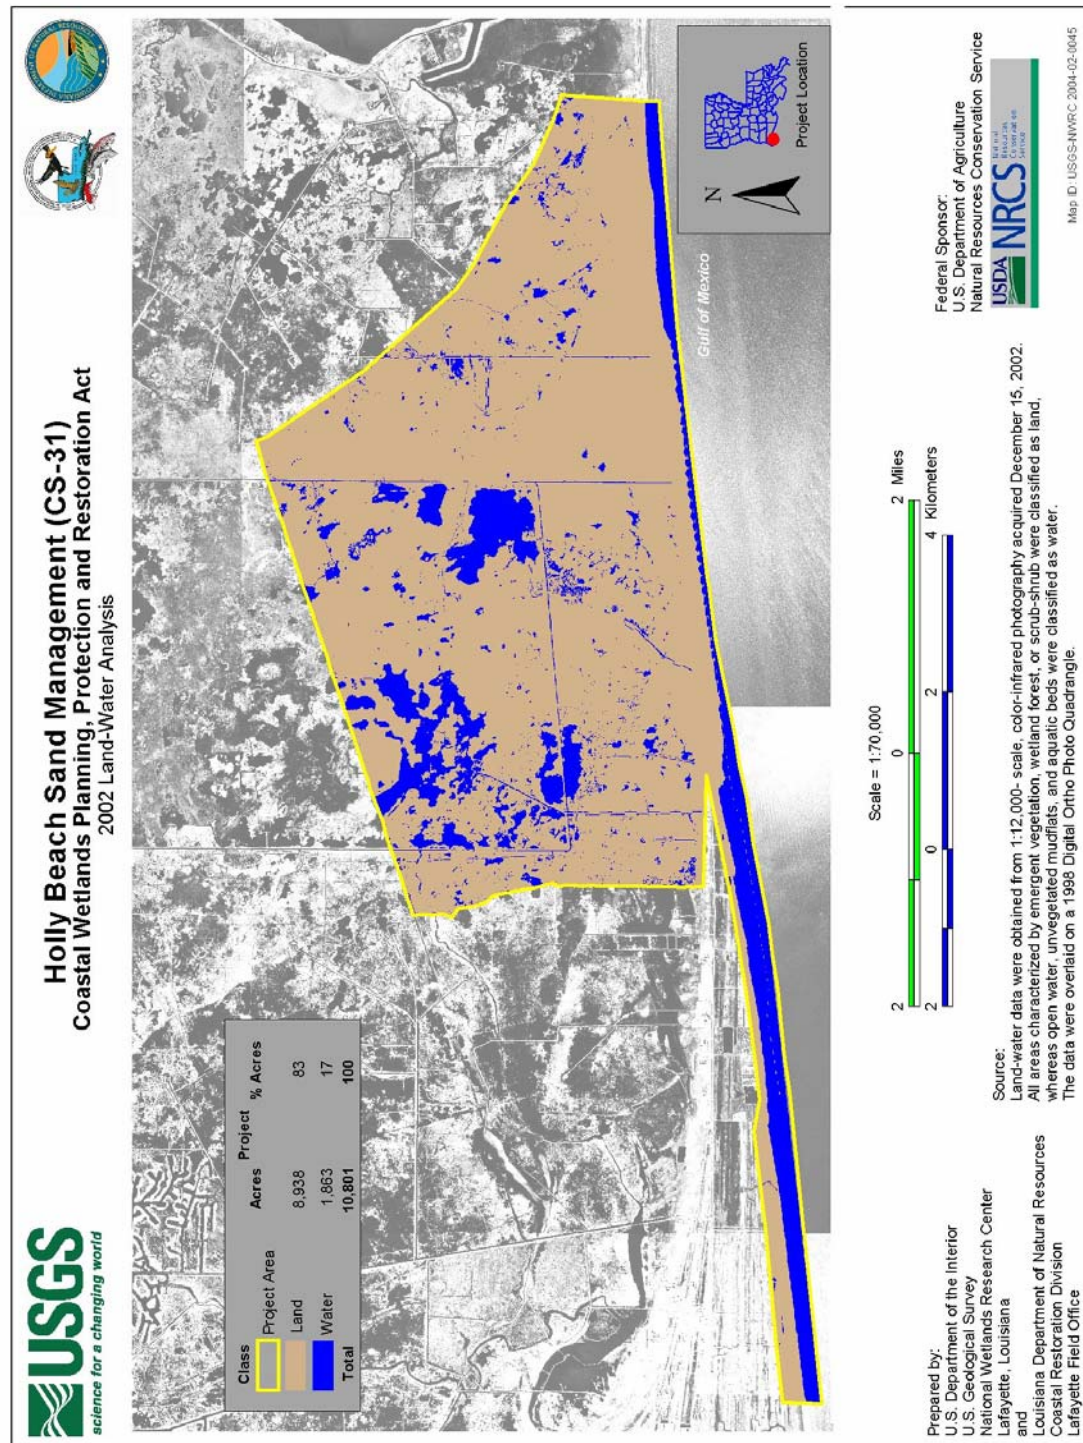 USGS
science for a changing world
Holly Beach Sand Management (CS-31)
Coastal Wetlands Planning, Protection and Restoration Act
2002 Land-Water Analysis
Class Acres Project % Acres
Project Area
Land 8,938 83
Water 1,863 17
Total 10,801 100
Gulf of Mexico
N
Project Location
Scale = 1:70,000
2 0 2 Miles
2 0 2 4 Kilometers
Prepared by:
U.S. Department of the Interior
U.S. Geological Survey
National Wetlands Research Center
Lafayette, Louisiana
and
Louisiana Department of Natural Resources
Coastal Restoration Division
Lafayette Field Office
Source:
Land-water data were obtained from 1:12,000- scale, color-infrared photography acquired December 15, 2002.
All areas characterized by emergent vegetation, wetland forest, or scrub-shrub were classified as land,
whereas open water, unvegetated mudflats, and aquatic beds were classified as water.
The data were overlaid on a 1998 Digital Ortho Photo Quadrangle.
Federal Sponsor:
U.S. Department of Agriculture
Natural Resources Conservation Service
USDA NRCS
Natural
Resources
Conservation
Service
Map ID: USGS-NWRC 2004-02-0045